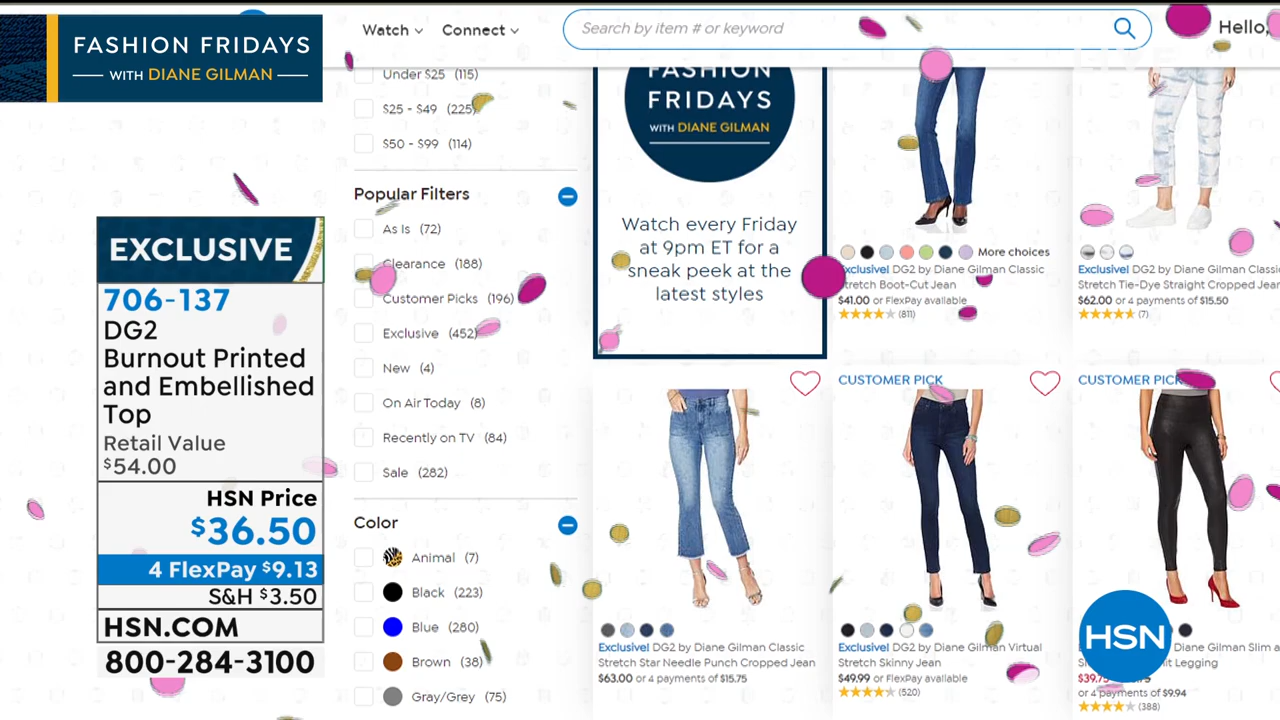 FASHION FRIDAYS
WITH DIANE GILMAN
EXCLUSIVE
706-137
DG2
Burnout Printed
and Embellished
Top
Retail Value
$54.00
HSN Price
$36.50
4 FlexPay $9.13
S&H $3.50
HSN.COM
800-284-3100
Watch
Connect
Search by item # or keyword
Hello,
Under $25 (115)
$25 - $49 (225)
$50 - $99 (114)
Popular Filters
As Is (72)
Clearance (188)
Customer Picks (196)
Exclusive (452)
New (4)
On Air Today (8)
Recently on TV (84)
Sale (282)
Color
Animal (7)
Black (223)
Blue (280)
Brown (38)
Gray/Grey (75)
FASHION
FRIDAYS
WITH DIANE GILMAN
Watch every Friday
at 9pm ET for a
sneak peek at the
latest styles
More choices
Exclusive! DG2 by Diane Gilman Classic
Stretch Boot-Cut Jean
$41.00 or FlexPay available
(811)
Exclusive! DG2 by Diane Gilman Classic
Stretch Tie-Dye Straight Cropped Jean
$62.00 or 4 payments of $15.50
(7)
Exclusive! DG2 by Diane Gilman Classic
Stretch Star Needle Punch Cropped Jean
$63.00 or 4 payments of $15.75
CUSTOMER PICK
Exclusive! DG2 by Diane Gilman Virtual
Stretch Skinny Jean
$49.99 or FlexPay available
(520)
CUSTOMER PICK
Exclusive! DG2 by Diane Gilman Slim
Legging
or 4 payments of $9.94
(388)
HSN